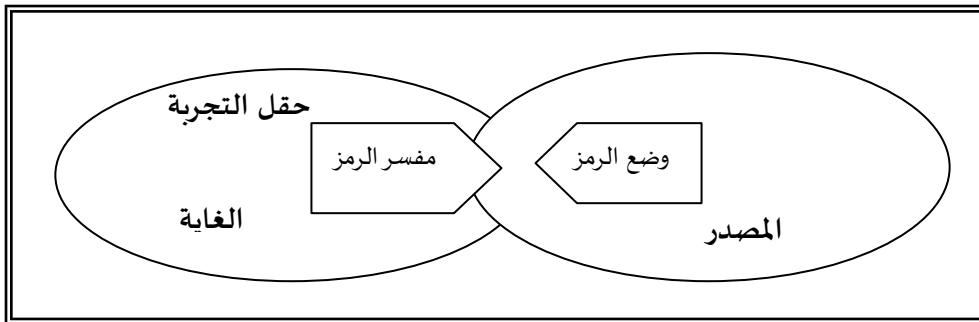 حقل التجربة
وضع الرمز
مفسر الرمز
المصدر
الغاية